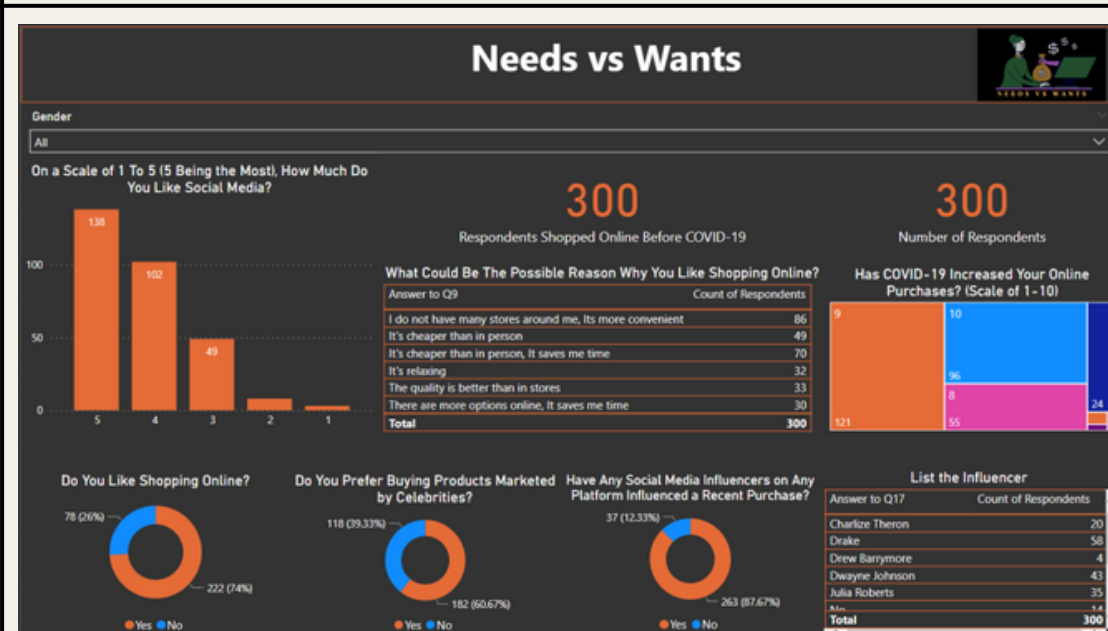 Needs vs Wants
NEEDS VS WANTS
Gender
All
On a Scale of 1 To 5 (5 Being the Most), How Much Do
You Like Social Media?
138
102
49
100
50
0
5 4 3 2 1
300
Respondents Shopped Online Before COVID-19
300
Number of Respondents
What Could Be The Possible Reason Why You Like Shopping Online?
Answer to Q9 Count of Respondents
I do not have many stores around me, Its more convenient 86
It's cheaper than in person 49
It's cheaper than in person, It saves me time 70
It's relaxing 32
The quality is better than in stores 33
There are more options online, It saves me time 30
Total 300
Has COVID-19 Increased Your Online
Purchases? (Scale of 1-10)
9
121
10
96
8
55
24
Do You Like Shopping Online?
78 (26%)
222 (74%)
Yes No
Do You Prefer Buying Products Marketed
by Celebrities?
118 (39.33%)
182 (60.67%)
Yes No
Have Any Social Media Influencers on Any
Platform Influenced a Recent Purchase?
37 (12.33%)
263 (87.67%)
Yes No
List the Influencer
Answer to Q17 Count of Respondents
Charlize Theron 20
Drake 58
Drew Barrymore 4
Dwayne Johnson 43
Julia Roberts 35
Total 300